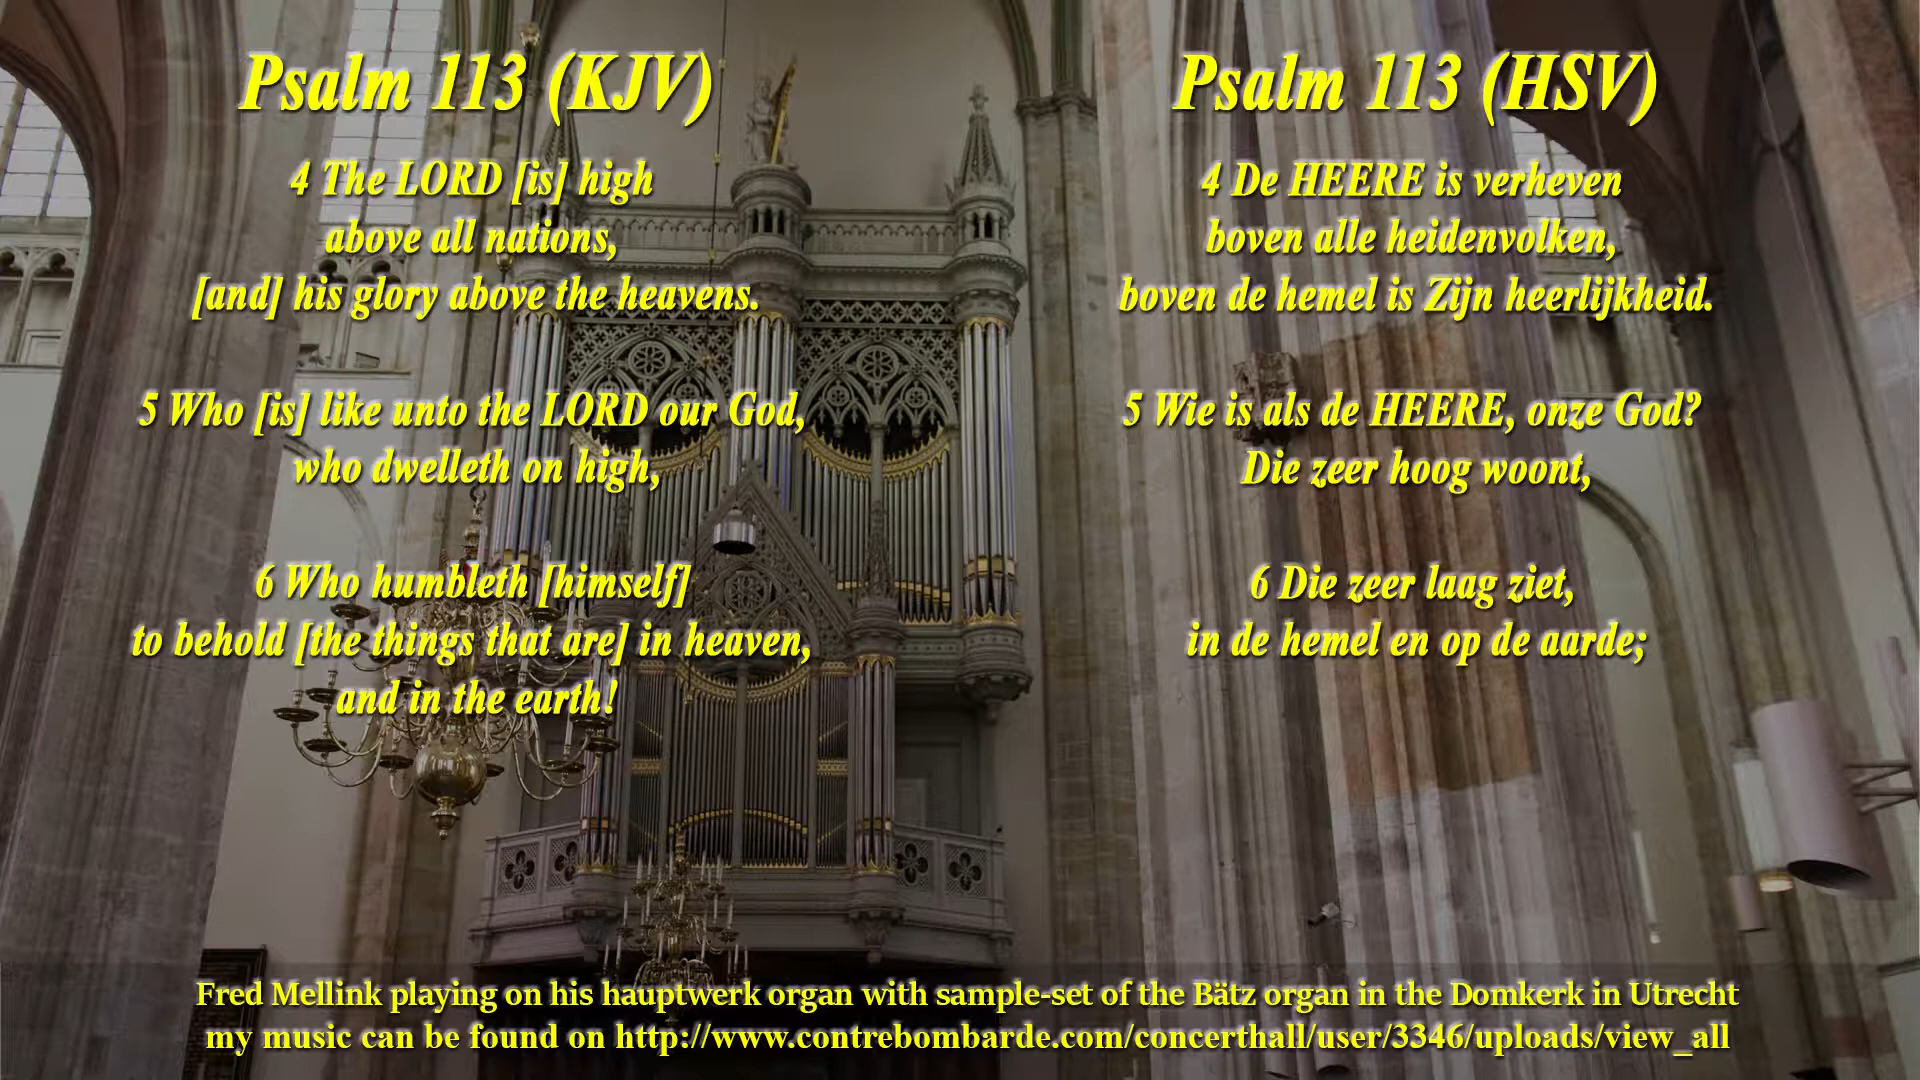 Psalm 113 (KJV)
4 The LORD [is] high
above all nations,
[and] his glory above the heavens.
5 Who [is] like unto the LORD our God,
who dwelleth on high,
6 Who humbleth [himself]
to behold [the things that are] in heaven,
and in the earth!
Psalm 113 (HSV)
4 De HEERE is verheven
boven alle heidenvolken,
boven de hemel is Zijn heerlijkheid.
5 Wie is als de HEERE, onze God?
Die zeer hoog woont,
6 Die zeer laag ziet,
in de hemel en op de aarde;
Fred Mellink playing on his hauptwerk organ with sample-set of the Bätz organ in the Domkerk in Utrecht
my music can be found on http://www.contrebombarde.com/concerthall/user/3346/uploads/view_all